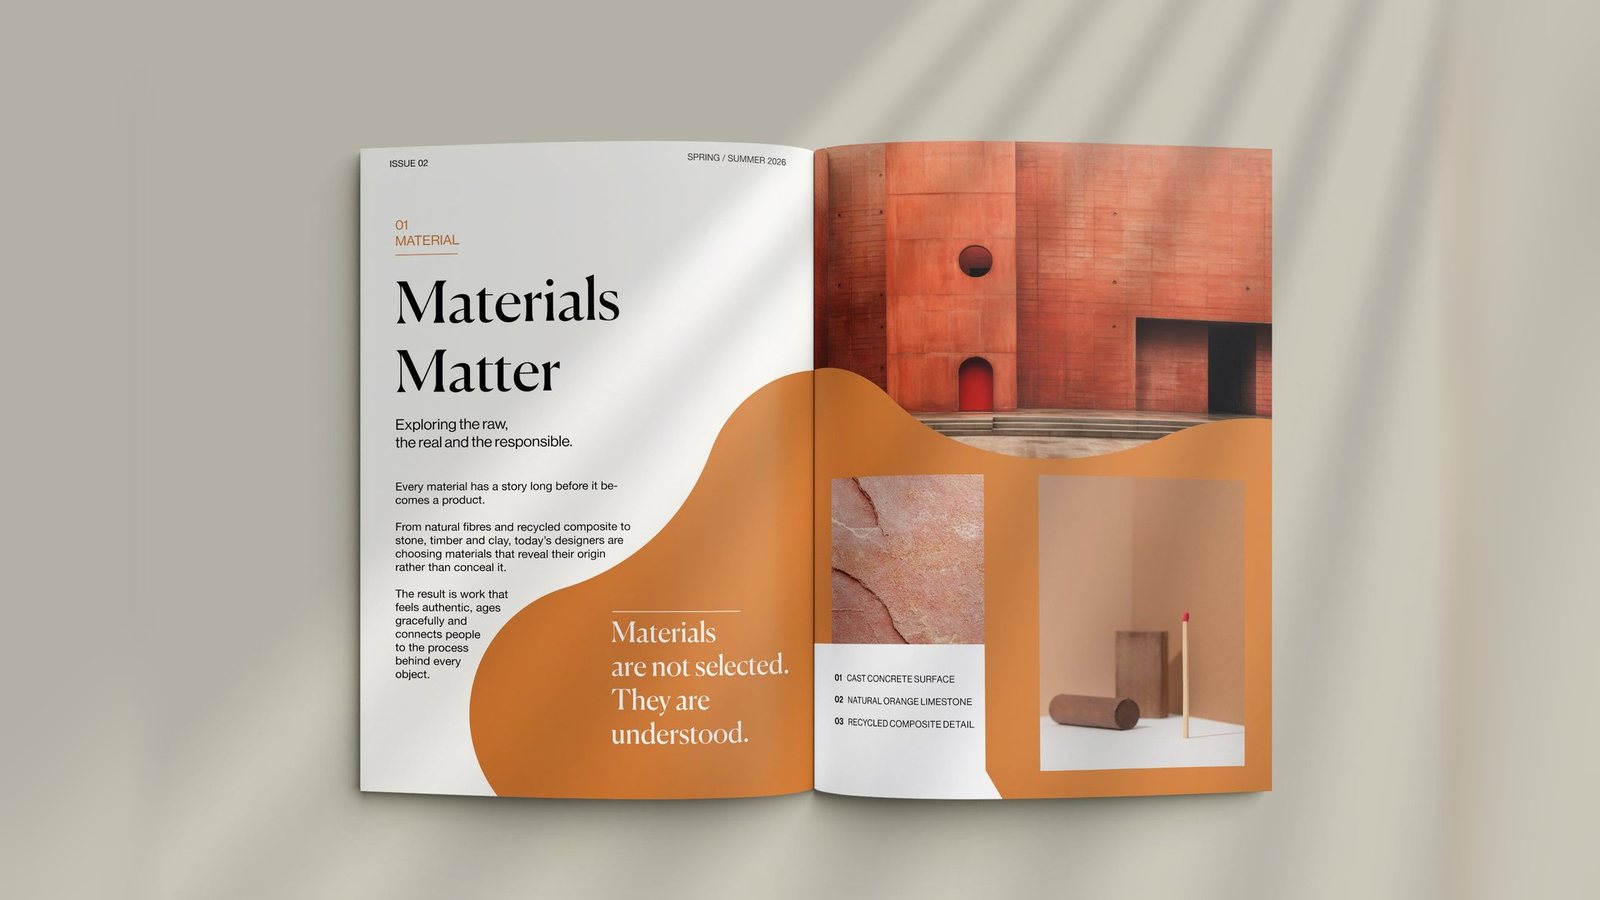 ISSUE 02
SPRING / SUMMER 2026
01
MATERIAL
Materials
Matter
Exploring the raw,
the real and the responsible.
Every material has a story long before it be-
comes a product.
From natural fibres and recycled composite to
stone, timber and clay, today's designers are
choosing materials that reveal their origin
rather than conceal it.
The result is work that
feels authentic, ages
gracefully and
connects people
to the process
behind every
object.
Materials
are not selected.
They are
understood.
01 CAST CONCRETE SURFACE
02 NATURAL ORANGE LIMESTONE
03 RECYCLED COMPOSITE DETAIL